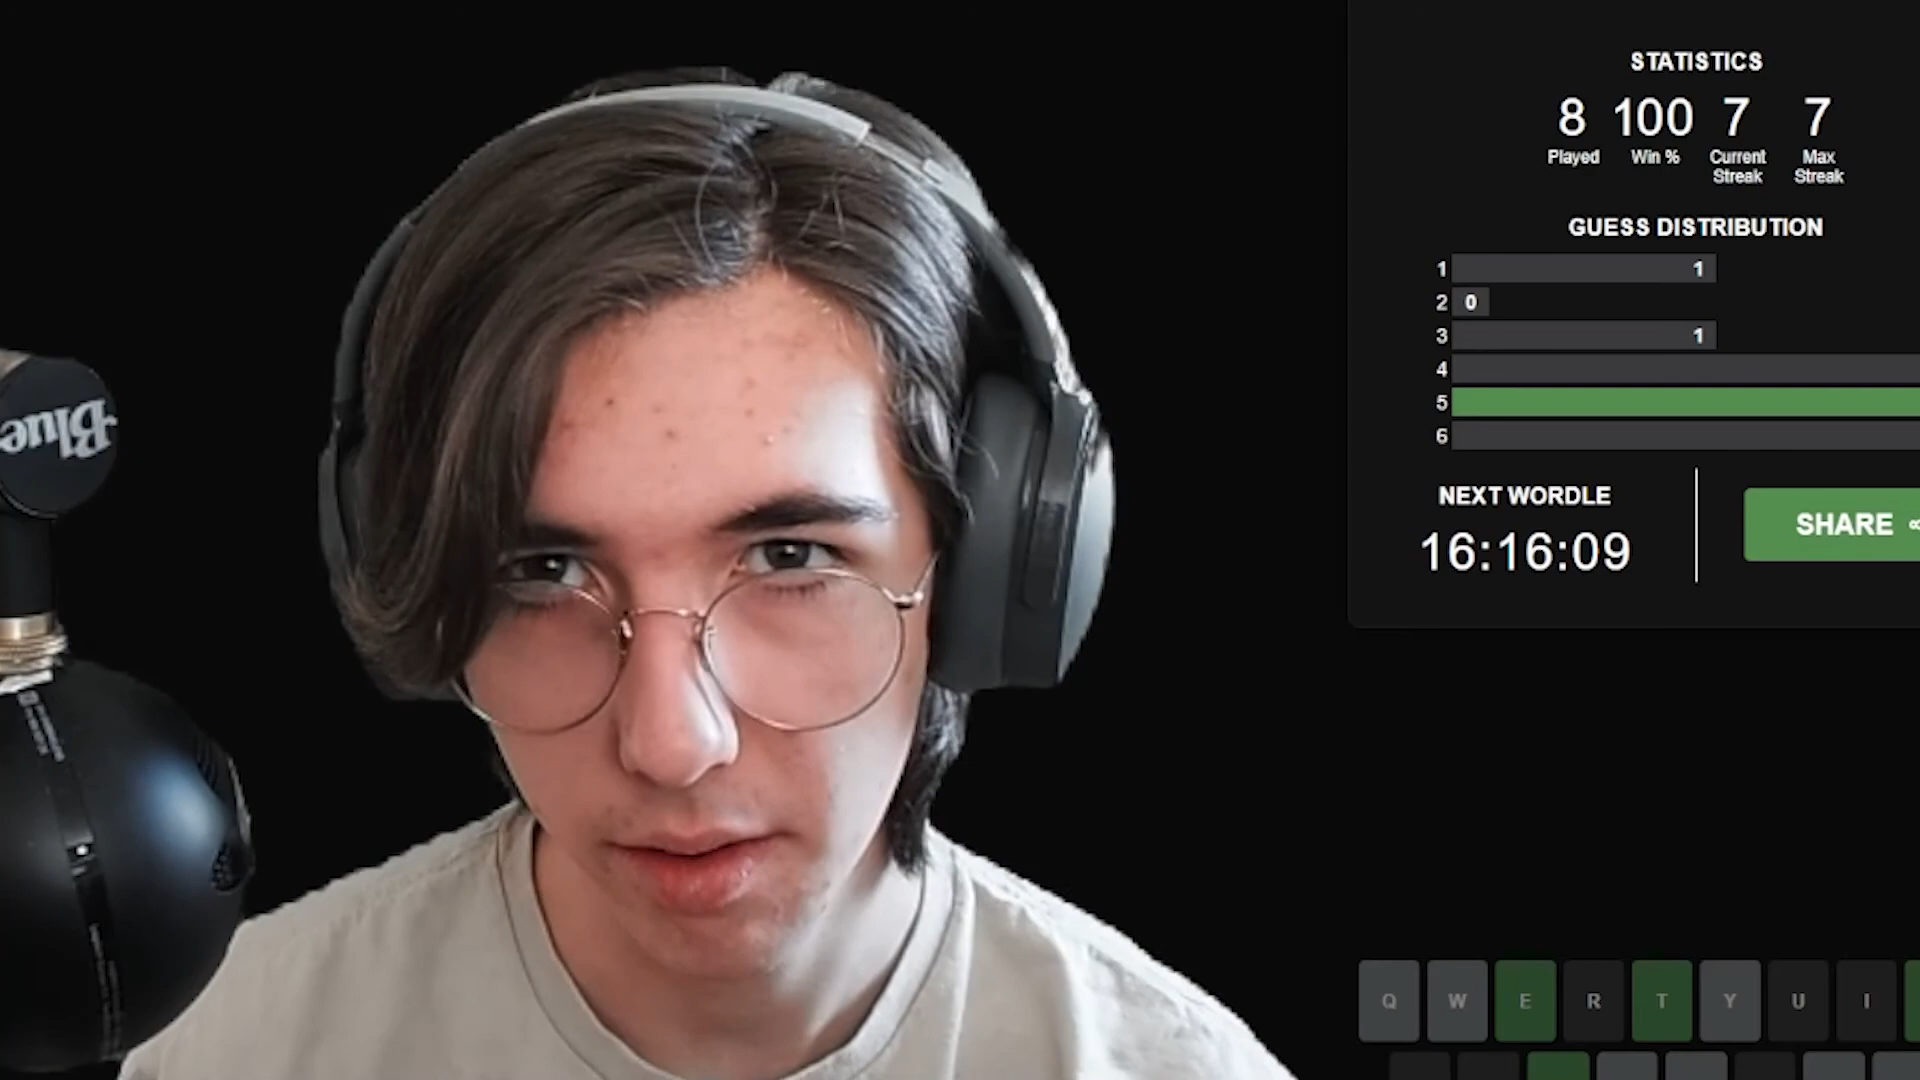 Blue
STATISTICS
8 100 7 7
Played Win % Current Streak Max Streak
GUESS DISTRIBUTION
1 1
2 0
3 1
4
5
6
NEXT WORDLE
16:16:09
SHARE
Q W E R T Y U I